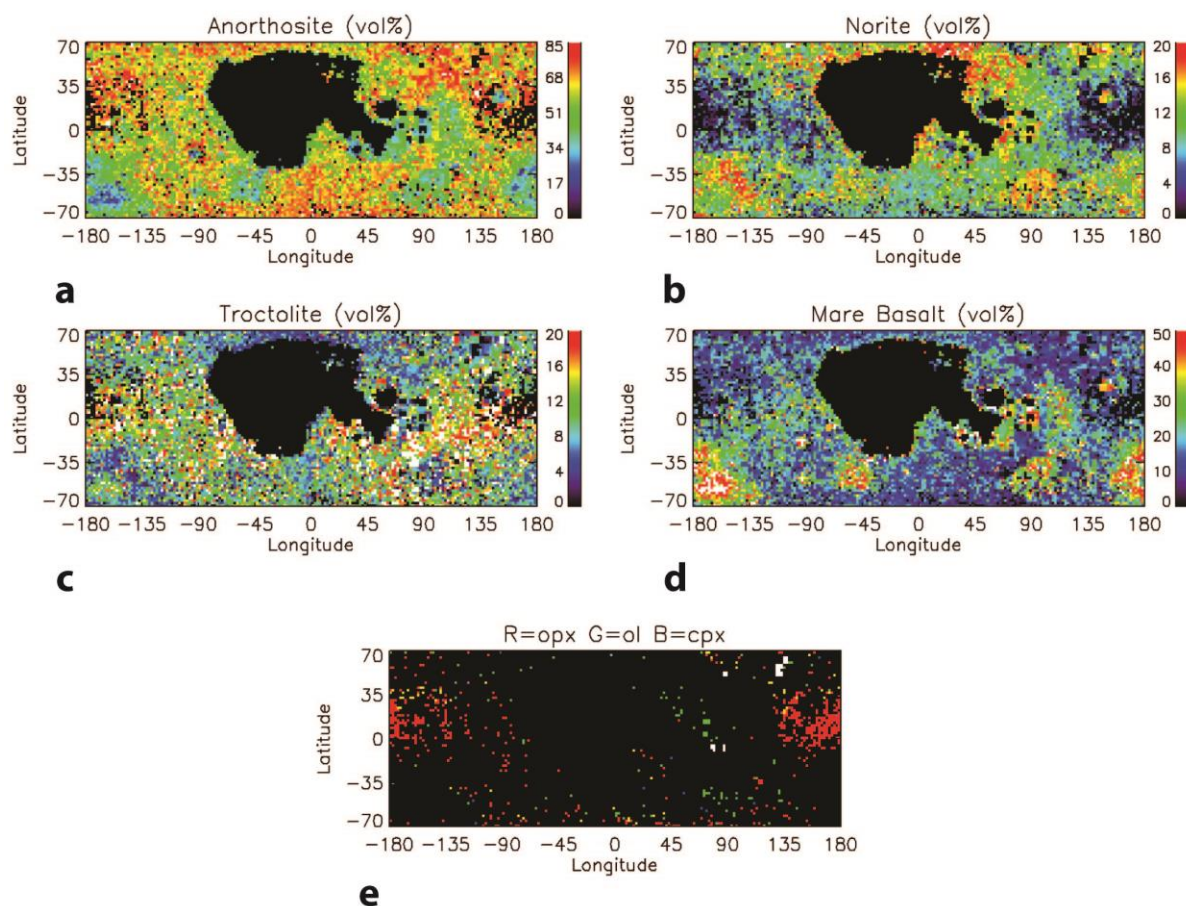 Anorthosite (vol%)
70
35
0
−35
−70
Latitude
85
68
51
34
17
0
−180 −135 −90 −45 0 45 90 135 180
Longitude
a
Norite (vol%)
70
35
0
−35
−70
Latitude
20
16
12
8
4
0
−180 −135 −90 −45 0 45 90 135 180
Longitude
b
Troctolite (vol%)
70
35
0
−35
−70
Latitude
20
16
12
8
4
0
−180 −135 −90 −45 0 45 90 135 180
Longitude
c
Mare Basalt (vol%)
70
35
0
−35
−70
Latitude
50
40
30
20
10
0
−180 −135 −90 −45 0 45 90 135 180
Longitude
d
R=opx G=ol B=cpx
70
35
0
−35
−70
Latitude
−180 −135 −90 −45 0 45 90 135 180
Longitude
e